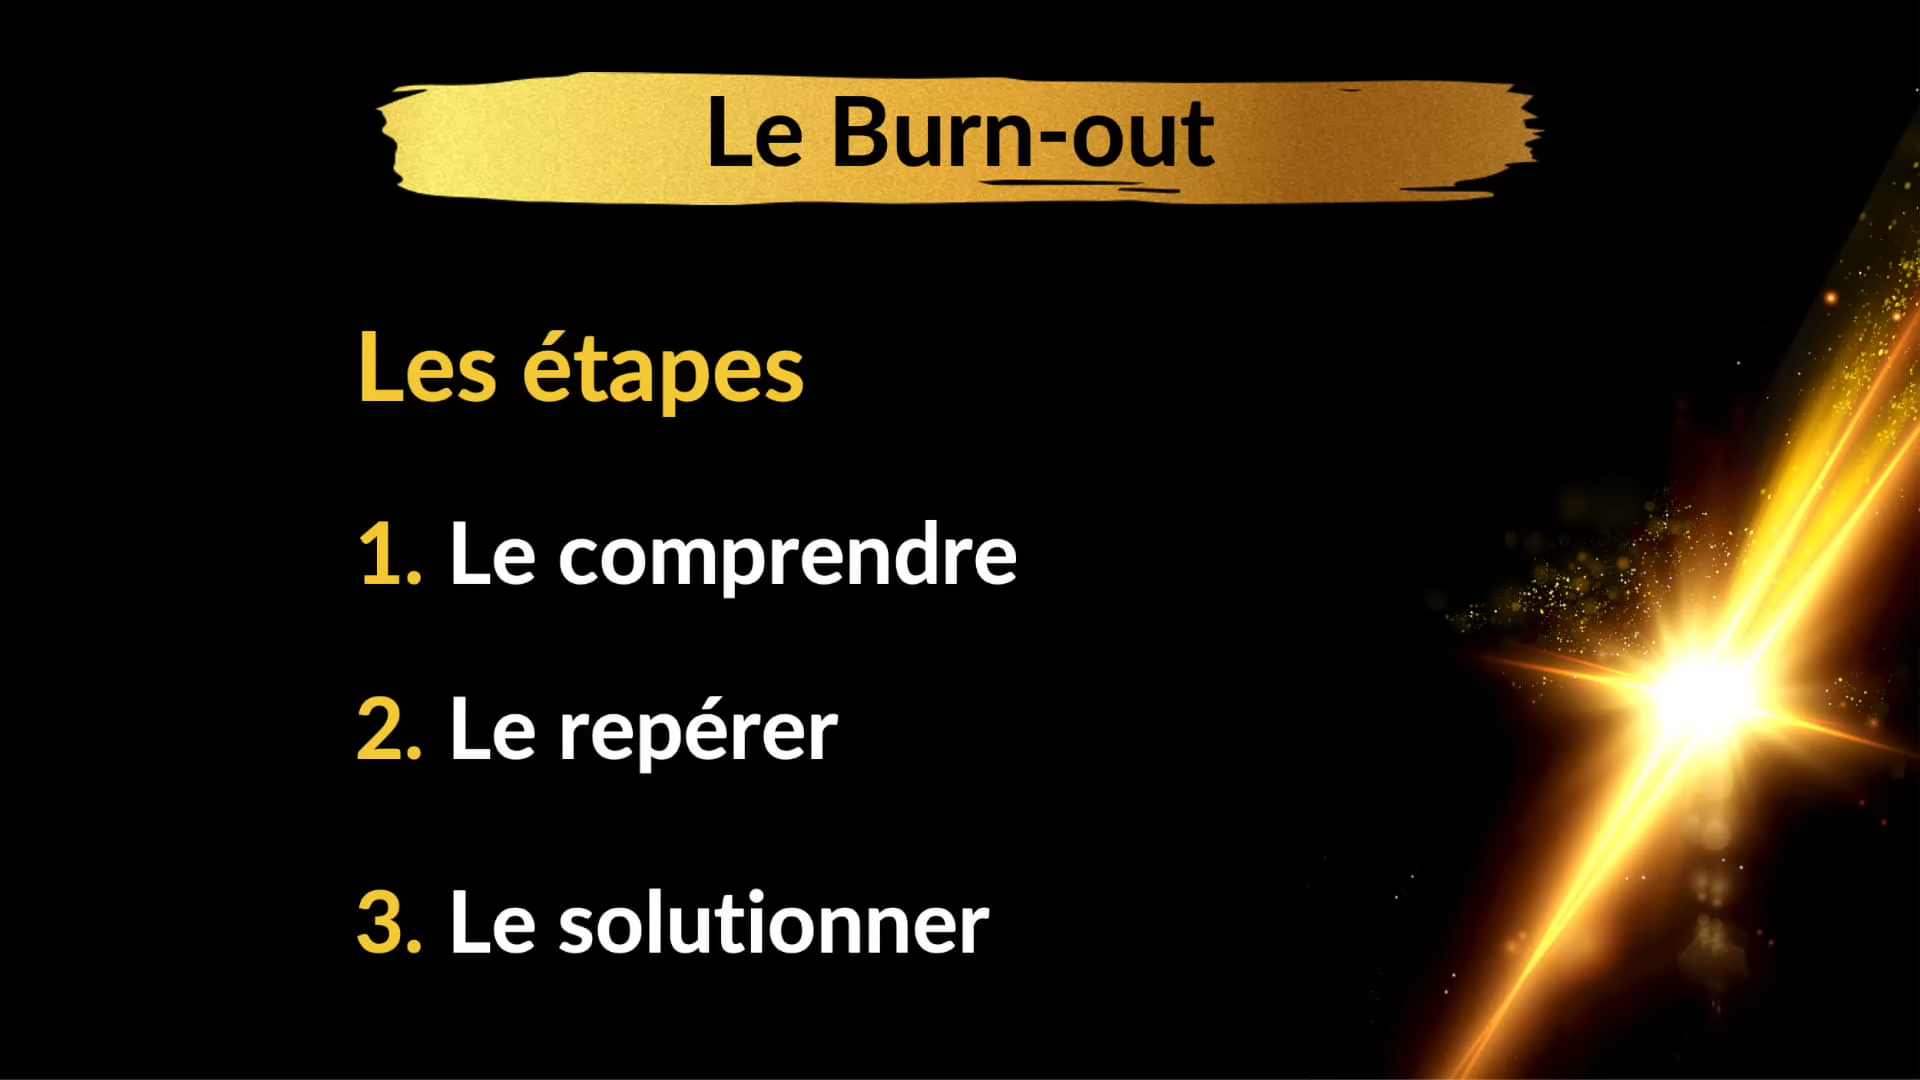 Le Burn-out
Les étapes
1. Le comprendre
2. Le repérer
3. Le solutionner